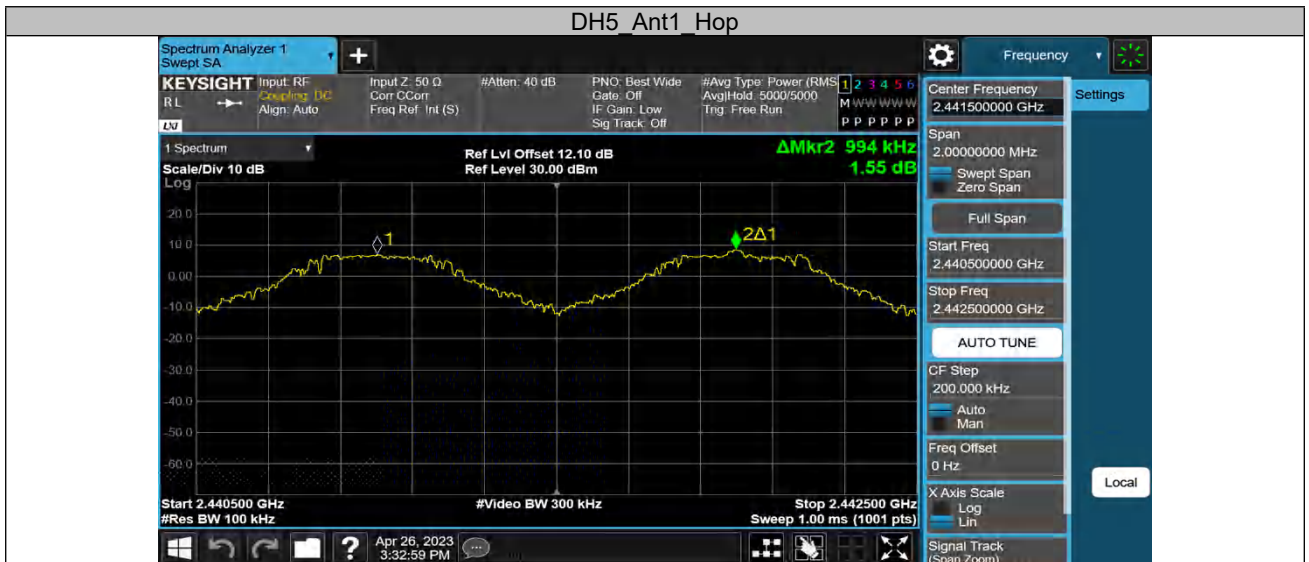 DH5_Ant1_Hop
Spectrum Analyzer 1
Swept SA
+
Frequency
KEYSIGHT
R L
LXI
Input: RF
Coupling: DC
Align: Auto
Input Z: 50 Ω
Corr CCorr
Freq Ref: Int (S)
#Atten: 40 dB
PNO: Best Wide
Gate: Off
IF Gain: Low
Sig Track: Off
#Avg Type: Power (RMS
Avg|Hold: 5000/5000
Trig: Free Run
1 2 3 4 5 6
M W W W W W
P P P P P P
1 Spectrum
Scale/Div 10 dB
Log
Ref Lvl Offset 12.10 dB
Ref Level 30.00 dBm
ΔMkr2 994 kHz
1.55 dB
20.0
10.0
0.00
-10.0
-20.0
-30.0
-40.0
-50.0
-60.0
1
2Δ1
Start 2.440500 GHz
#Res BW 100 kHz
#Video BW 300 kHz
Stop 2.442500 GHz
Sweep 1.00 ms (1001 pts)
?
Apr 26, 2023
3:32:59 PM
Center Frequency
2.441500000 GHz
Span
2.00000000 MHz
Swept Span
Zero Span
Full Span
Start Freq
2.440500000 GHz
Stop Freq
2.442500000 GHz
AUTO TUNE
CF Step
200.000 kHz
Auto
Man
Freq Offset
0 Hz
X Axis Scale
Log
Lin
Signal Track
(Span Zoom)
Settings
Local